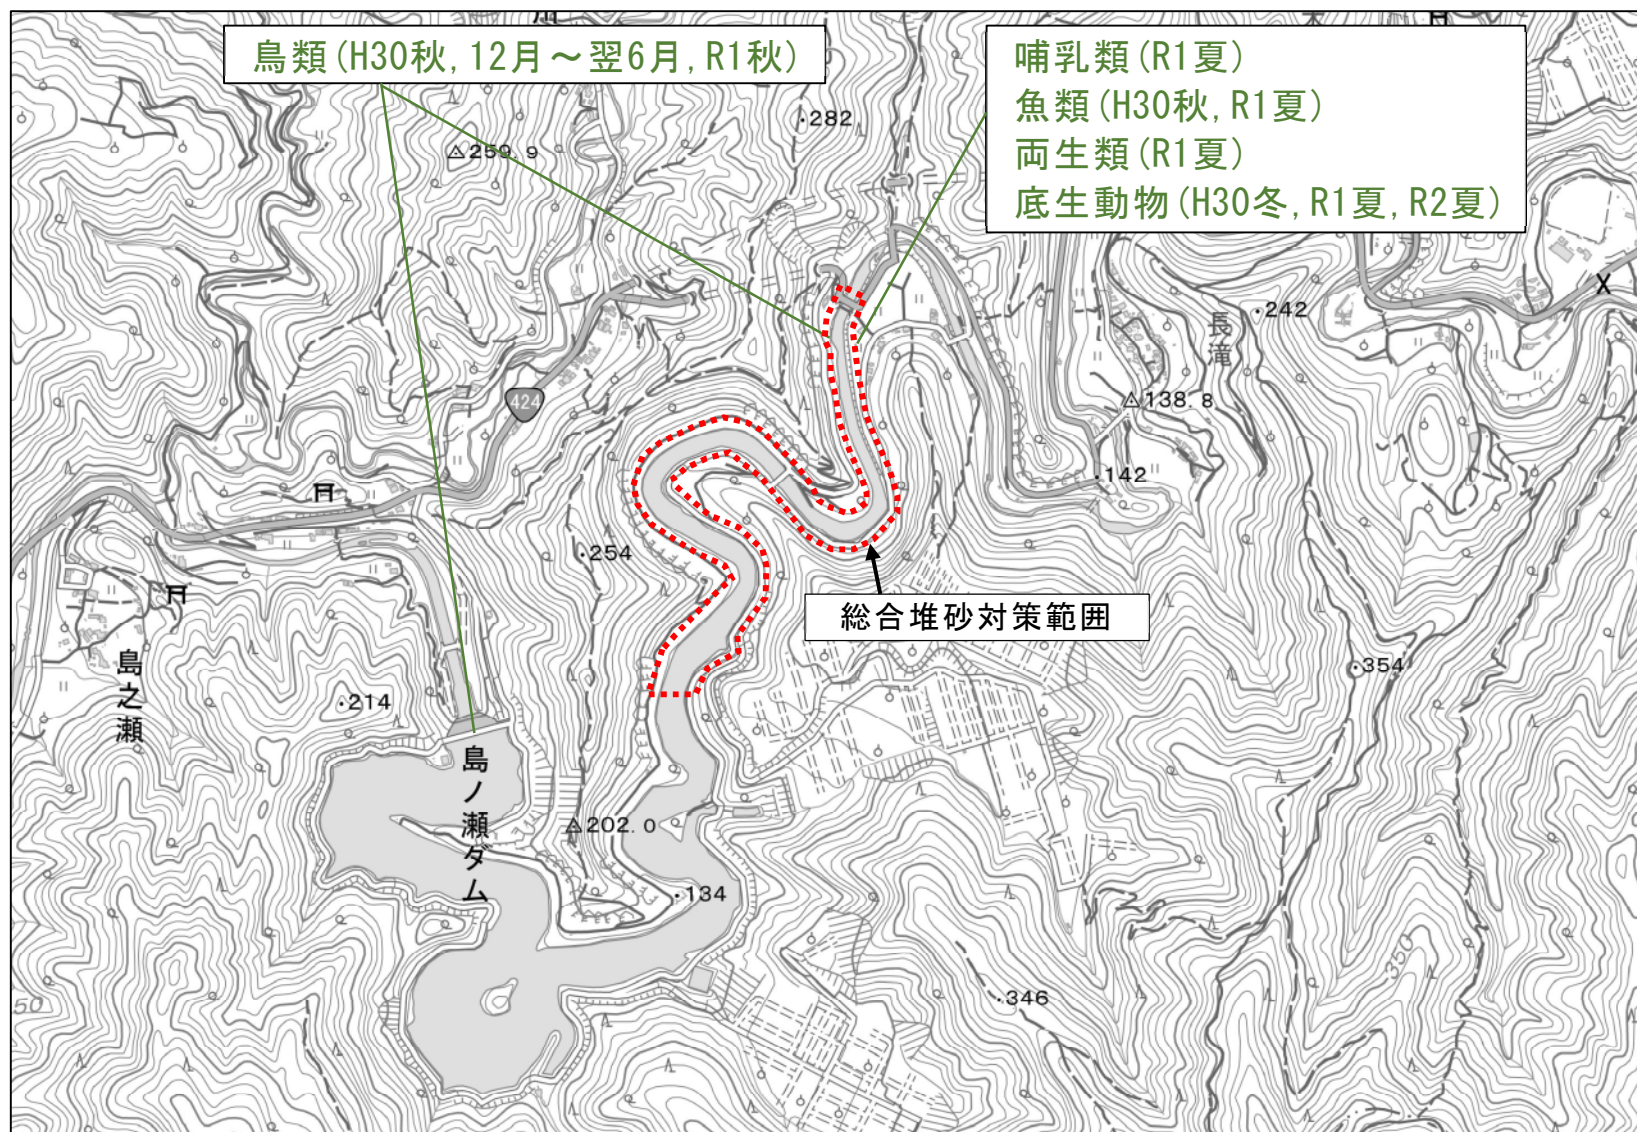 鳥類(H30秋, 12月～翌6月, R1秋)
哺乳類(R1夏)
魚類(H30秋, R1夏)
両生類(R1夏)
底生動物(H30冬, R1夏, R2夏)
282
259.9
242
長滝
424
138.8
142
254
総合堆砂対策範囲
島之瀬
354
214
島ノ瀬ダム
202.0
134
346
350
50